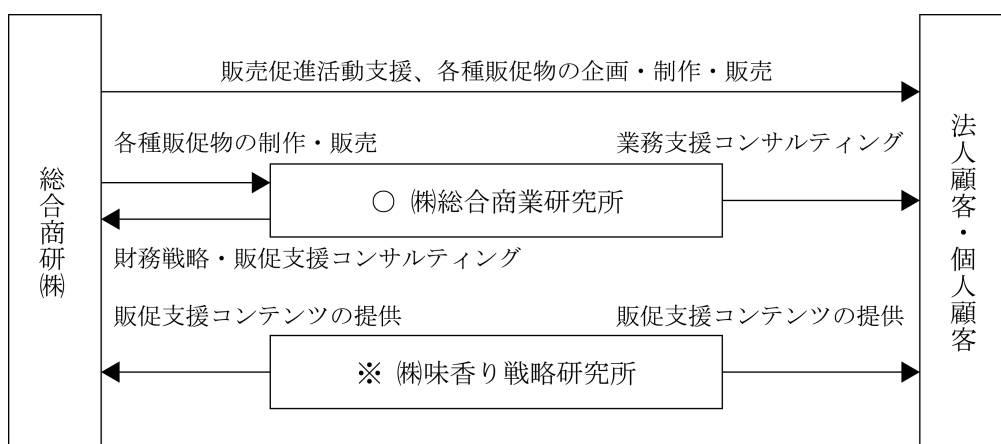 販売促進活動支援、各種販促物の企画・制作・販売
各種販促物の制作・販売
業務支援コンサルティング
総合商研㈱
○ ㈱総合商業研究所
法人顧客・個人顧客
財務戦略・販促支援コンサルティング
販促支援コンテンツの提供
販促支援コンテンツの提供
※ ㈱味香り戦略研究所